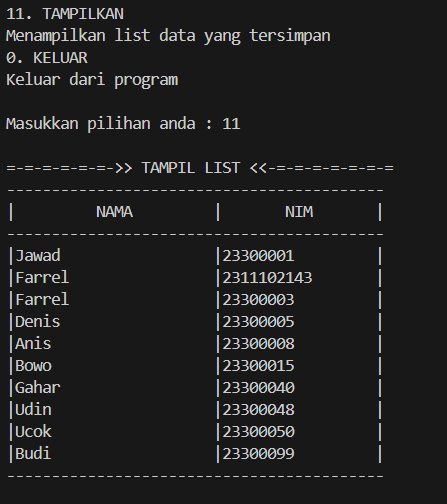 11. TAMPILKAN
Menampilkan list data yang tersimpan
0. KELUAR
Keluar dari program
Masukkan pilihan anda : 11
=-=-=-=-=-=->> TAMPIL LIST <<-=-=-=-=-=-=-=
------------------------------------------
| NAMA | NIM |
------------------------------------------
|Jawad |23300001 |
|Farrel |2311102143 |
|Farrel |23300003 |
|Denis |23300005 |
|Anis |23300008 |
|Bowo |23300015 |
|Gahar |23300040 |
|Udin |23300048 |
|Ucok |23300050 |
|Budi |23300099 |
------------------------------------------